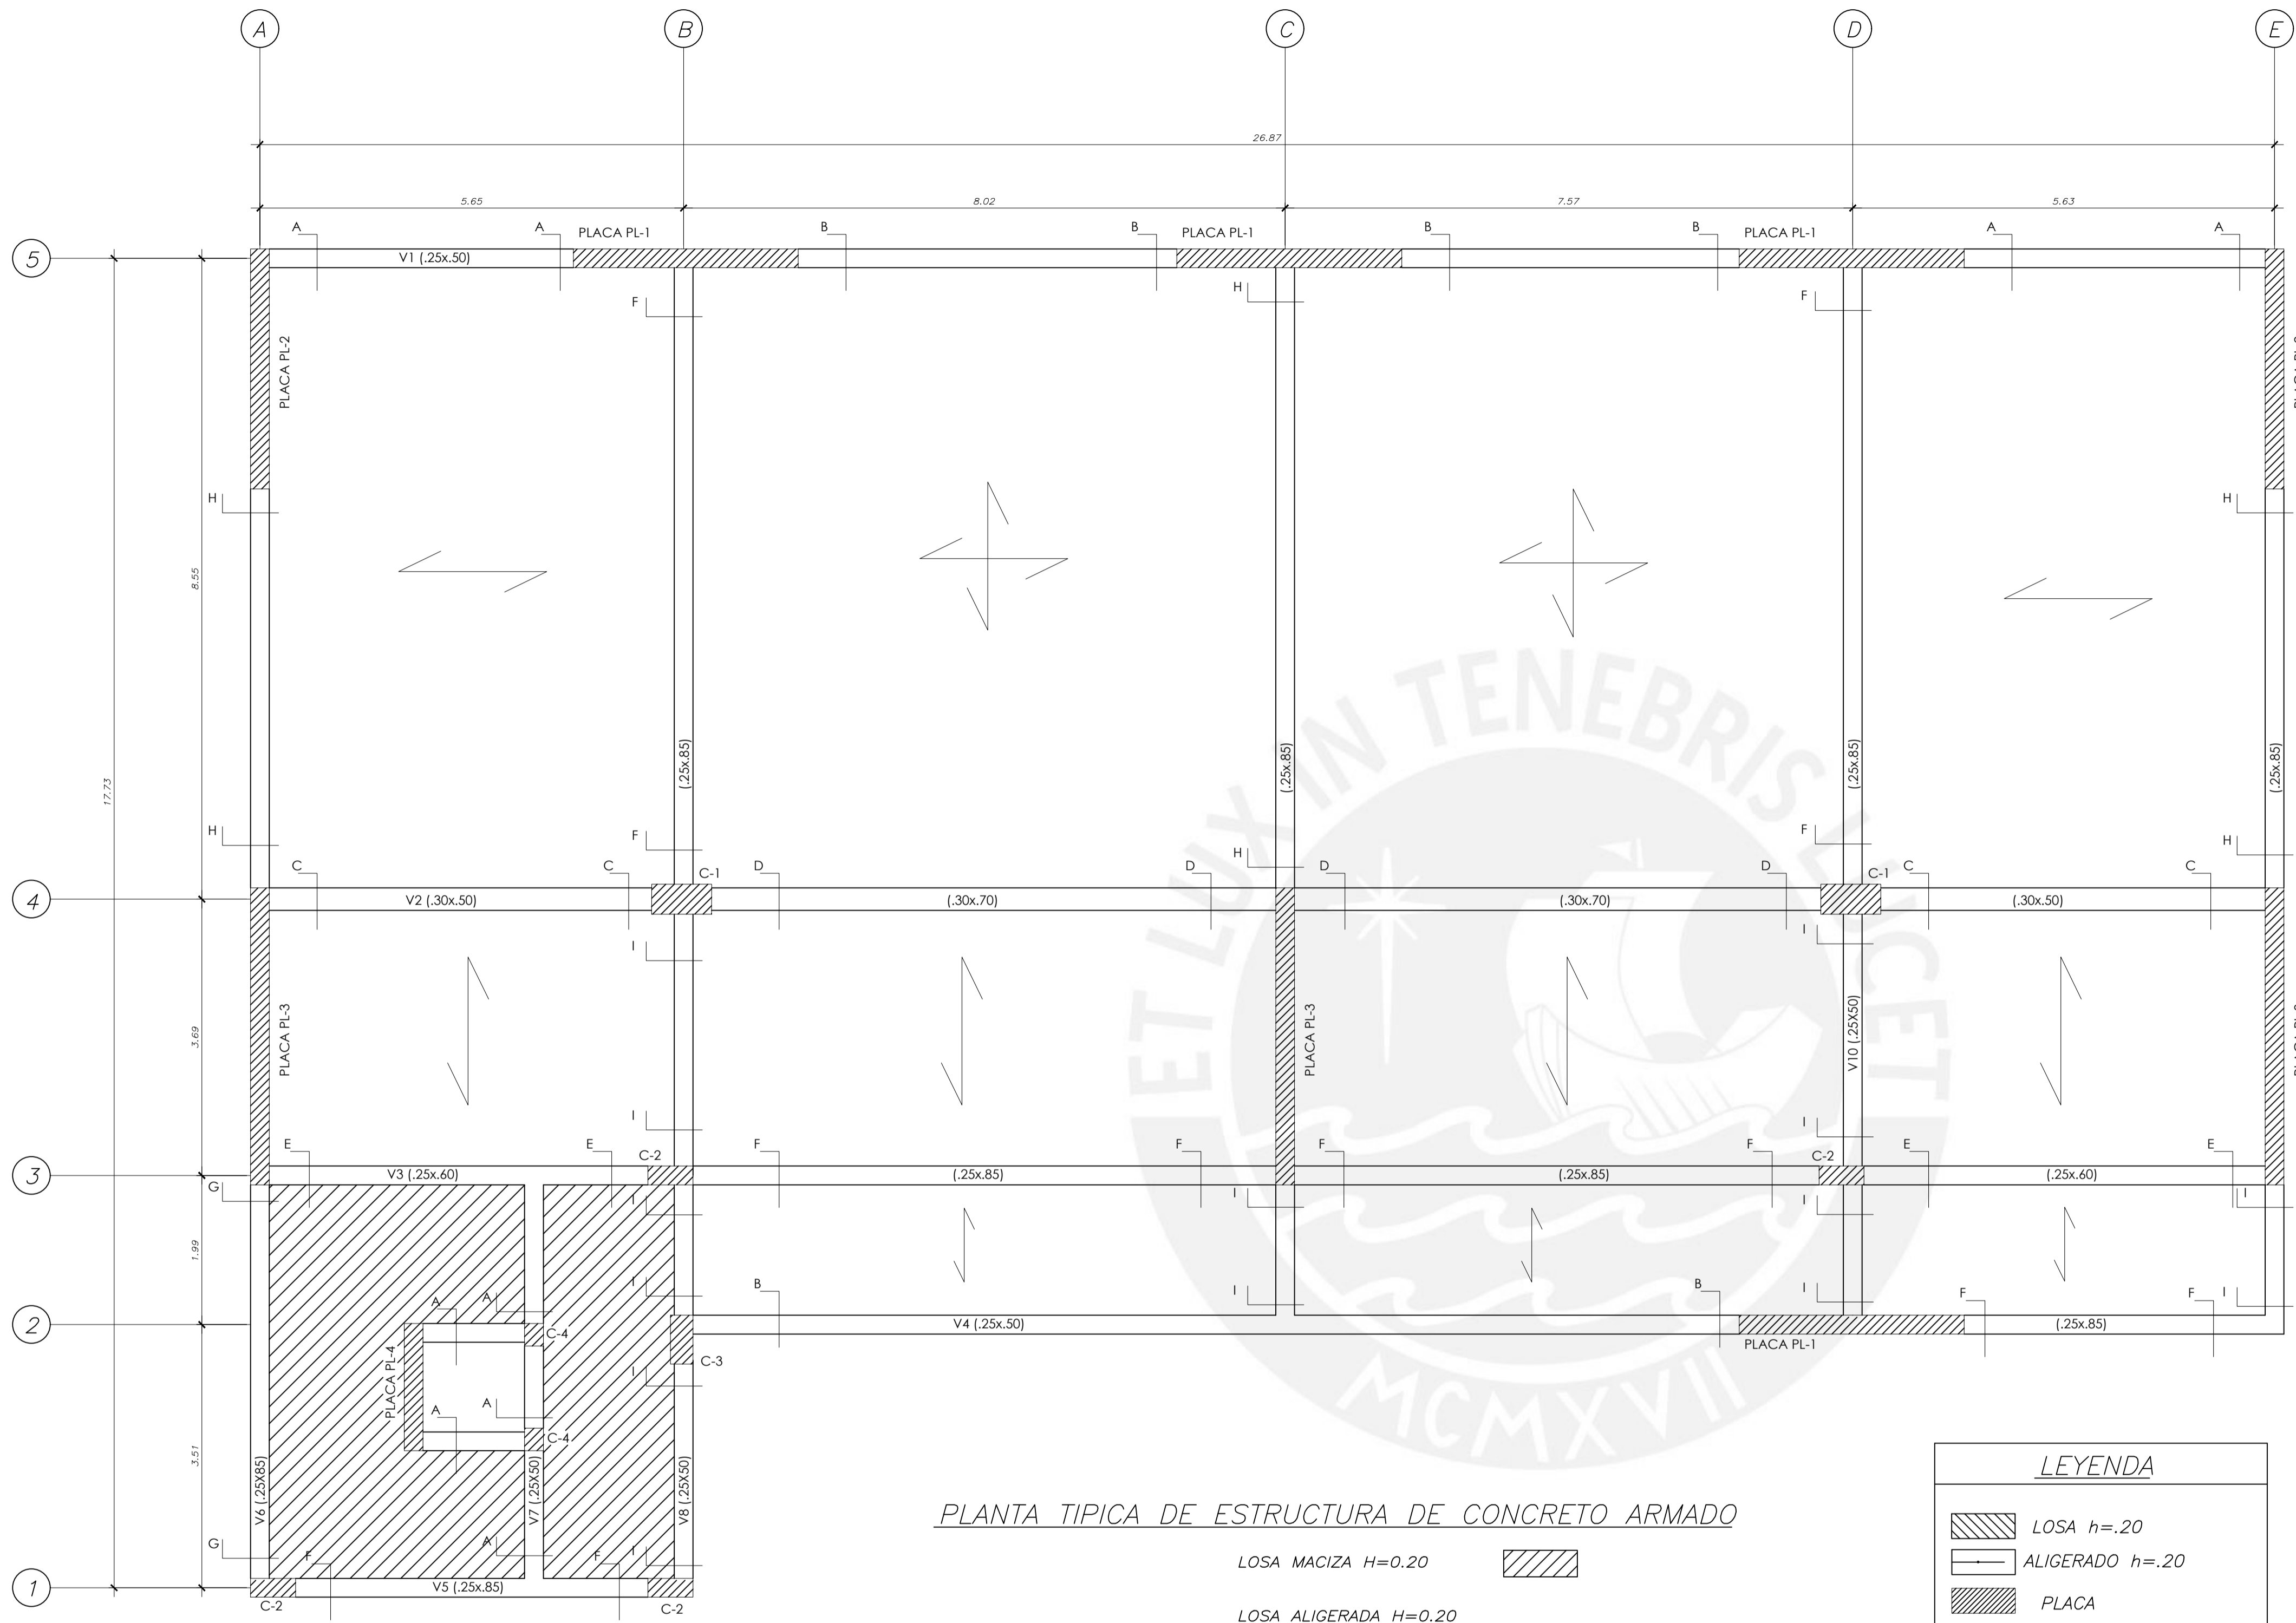 A B C D E
26.87
5.65 8.02 7.57 5.63
A A PLACA PL-1 B B PLACA PL-1 B B PLACA PL-1 A A
5 V1 (.25x.50)
F H F
PLACA PL-2
H H
8.55
17.73
(.25x.85) (.25x.85) (.25x.85) (.25x.85)
H F H F H
C C C-1 D D D D C-1 C C
4 V2 (.30x.50) (.30x.70) (.30x.70) (.30x.50)
I I
3.69
PLACA PL-3 PLACA PL-3 V10 (.25X50)
I I
E E C-2 F F F F C-2 E E
3 V3 (.25x.60) (.25x.85) (.25x.85) (.25x.60)
G I I I I
1.99
A A I B I B I F F I
2 C-4 V4 (.25x.50) (.25x.85)
PLACA PL-4 C-3 PLACA PL-1
I
A A
C-4
3.51
V6 (.25X85) V7 (.25X50) V8 (.25X50)
G F A F I
1 V5 (.25x.85)
C-2 C-2
PLANTA TIPICA DE ESTRUCTURA DE CONCRETO ARMADO
LOSA MACIZA H=0.20
LOSA ALIGERADA H=0.20
LEYENDA
LOSA h=.20
ALIGERADO h=.20
PLACA
ET LUX IN TENEBRIS LUCET
MCMXVII